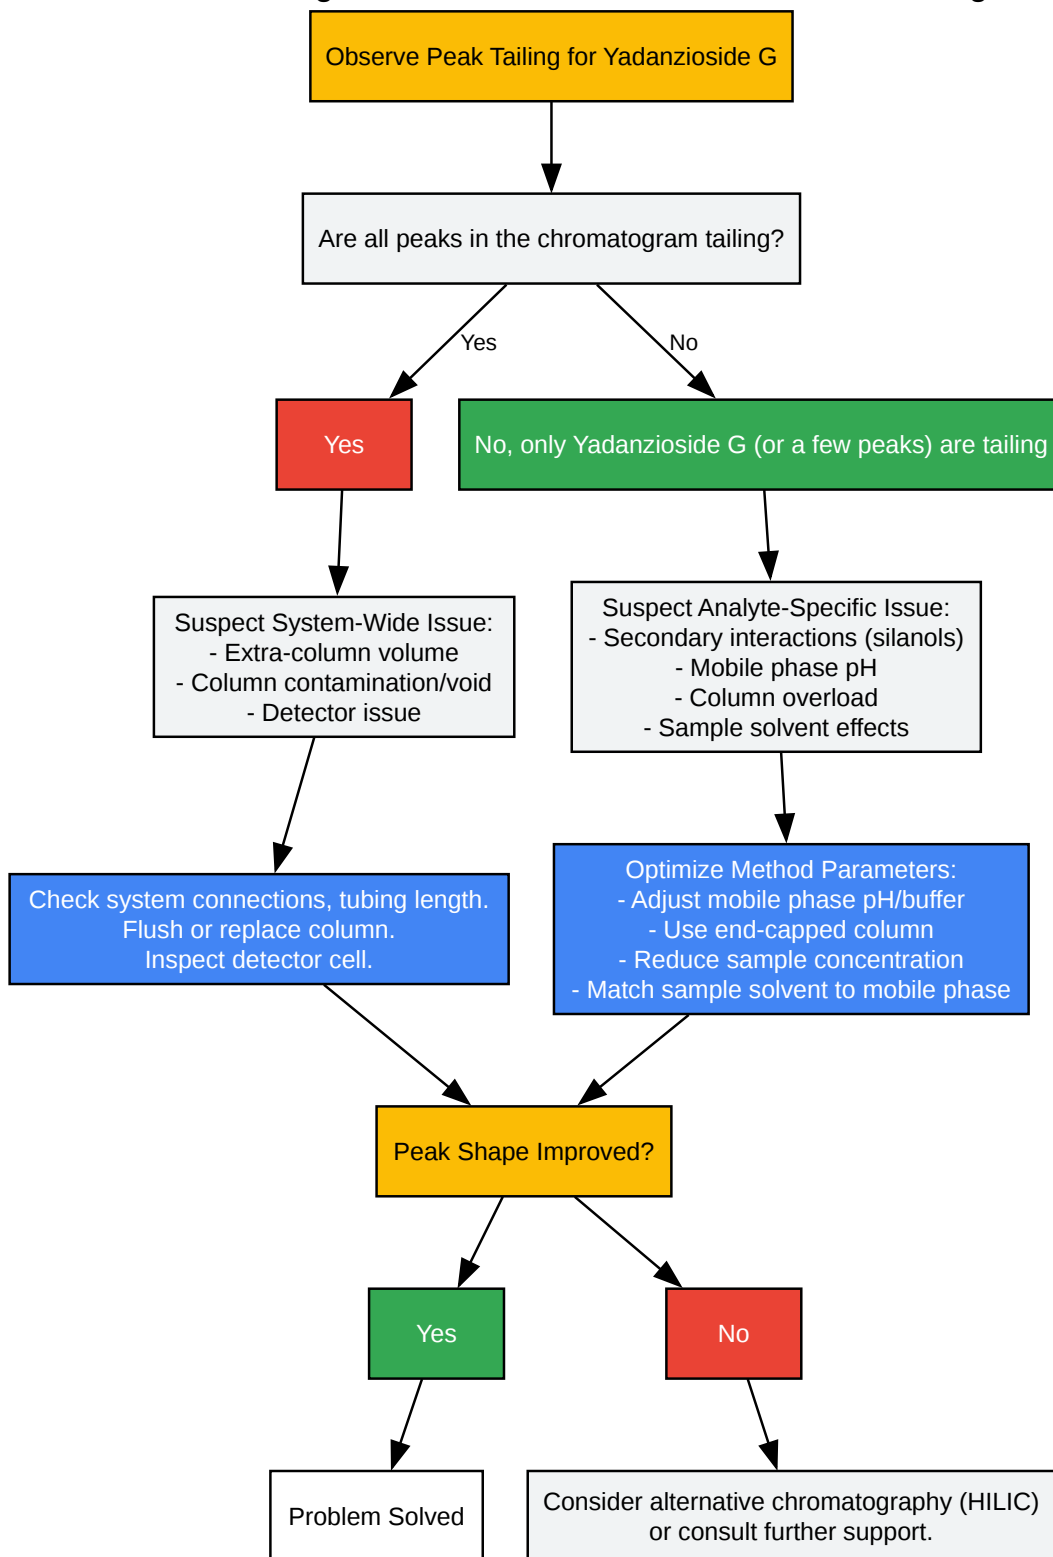 Observe Peak Tailing for Yadanzioside G
Are all peaks in the chromatogram tailing?
Yes
No
Yes
No, only Yadanzioside G (or a few peaks) are tailing
Suspect System-Wide Issue:
- Extra-column volume
- Column contamination/void
- Detector issue
Suspect Analyte-Specific Issue:
- Secondary interactions (silanols)
- Mobile phase pH
- Column overload
- Sample solvent effects
Check system connections, tubing length.
Flush or replace column.
Inspect detector cell.
Optimize Method Parameters:
- Adjust mobile phase pH/buffer
- Use end-capped column
- Reduce sample concentration
- Match sample solvent to mobile phase
Peak Shape Improved?
Yes
No
Problem Solved
Consider alternative chromatography (HILIC)
or consult further support.